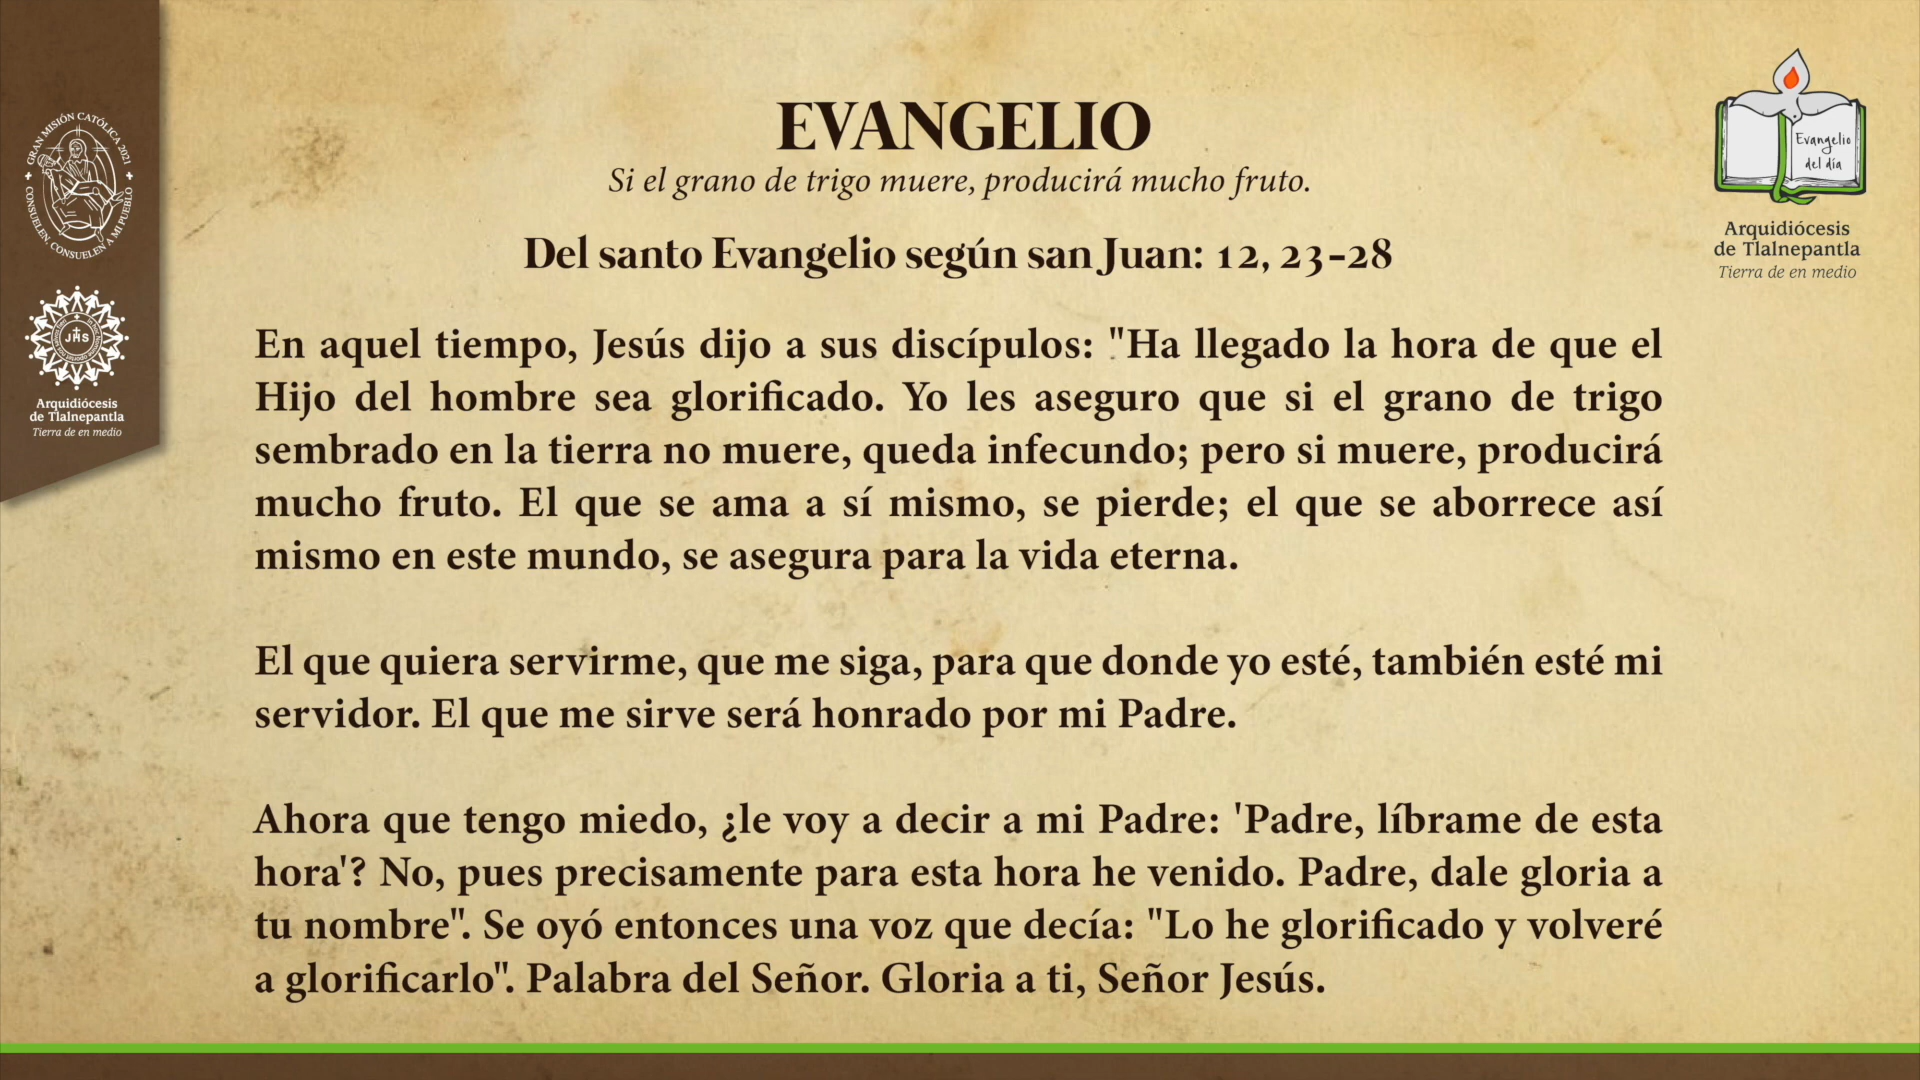 GRAN MISIÓN CATÓLICA 2021
CONSUELEN, CONSUELEN A MI PUEBLO
JHS
Arquidiócesis
de Tlalnepantla
Tierra de en medio
EVANGELIO
Si el grano de trigo muere, producirá mucho fruto.
Del santo Evangelio según san Juan: 12, 23-28
En aquel tiempo, Jesús dijo a sus discípulos: "Ha llegado la hora de que el
Hijo del hombre sea glorificado. Yo les aseguro que si el grano de trigo
sembrado en la tierra no muere, queda infecundo; pero si muere, producirá
mucho fruto. El que se ama a sí mismo, se pierde; el que se aborrece así
mismo en este mundo, se asegura para la vida eterna.
El que quiera servirme, que me siga, para que donde yo esté, también esté mi
servidor. El que me sirve será honrado por mi Padre.
Ahora que tengo miedo, ¿le voy a decir a mi Padre: 'Padre, líbrame de esta
hora'? No, pues precisamente para esta hora he venido. Padre, dale gloria a
tu nombre". Se oyó entonces una voz que decía: "Lo he glorificado y volveré
a glorificarlo". Palabra del Señor. Gloria a ti, Señor Jesús.
Evangelio
del día
Arquidiócesis
de Tlalnepantla
Tierra de en medio